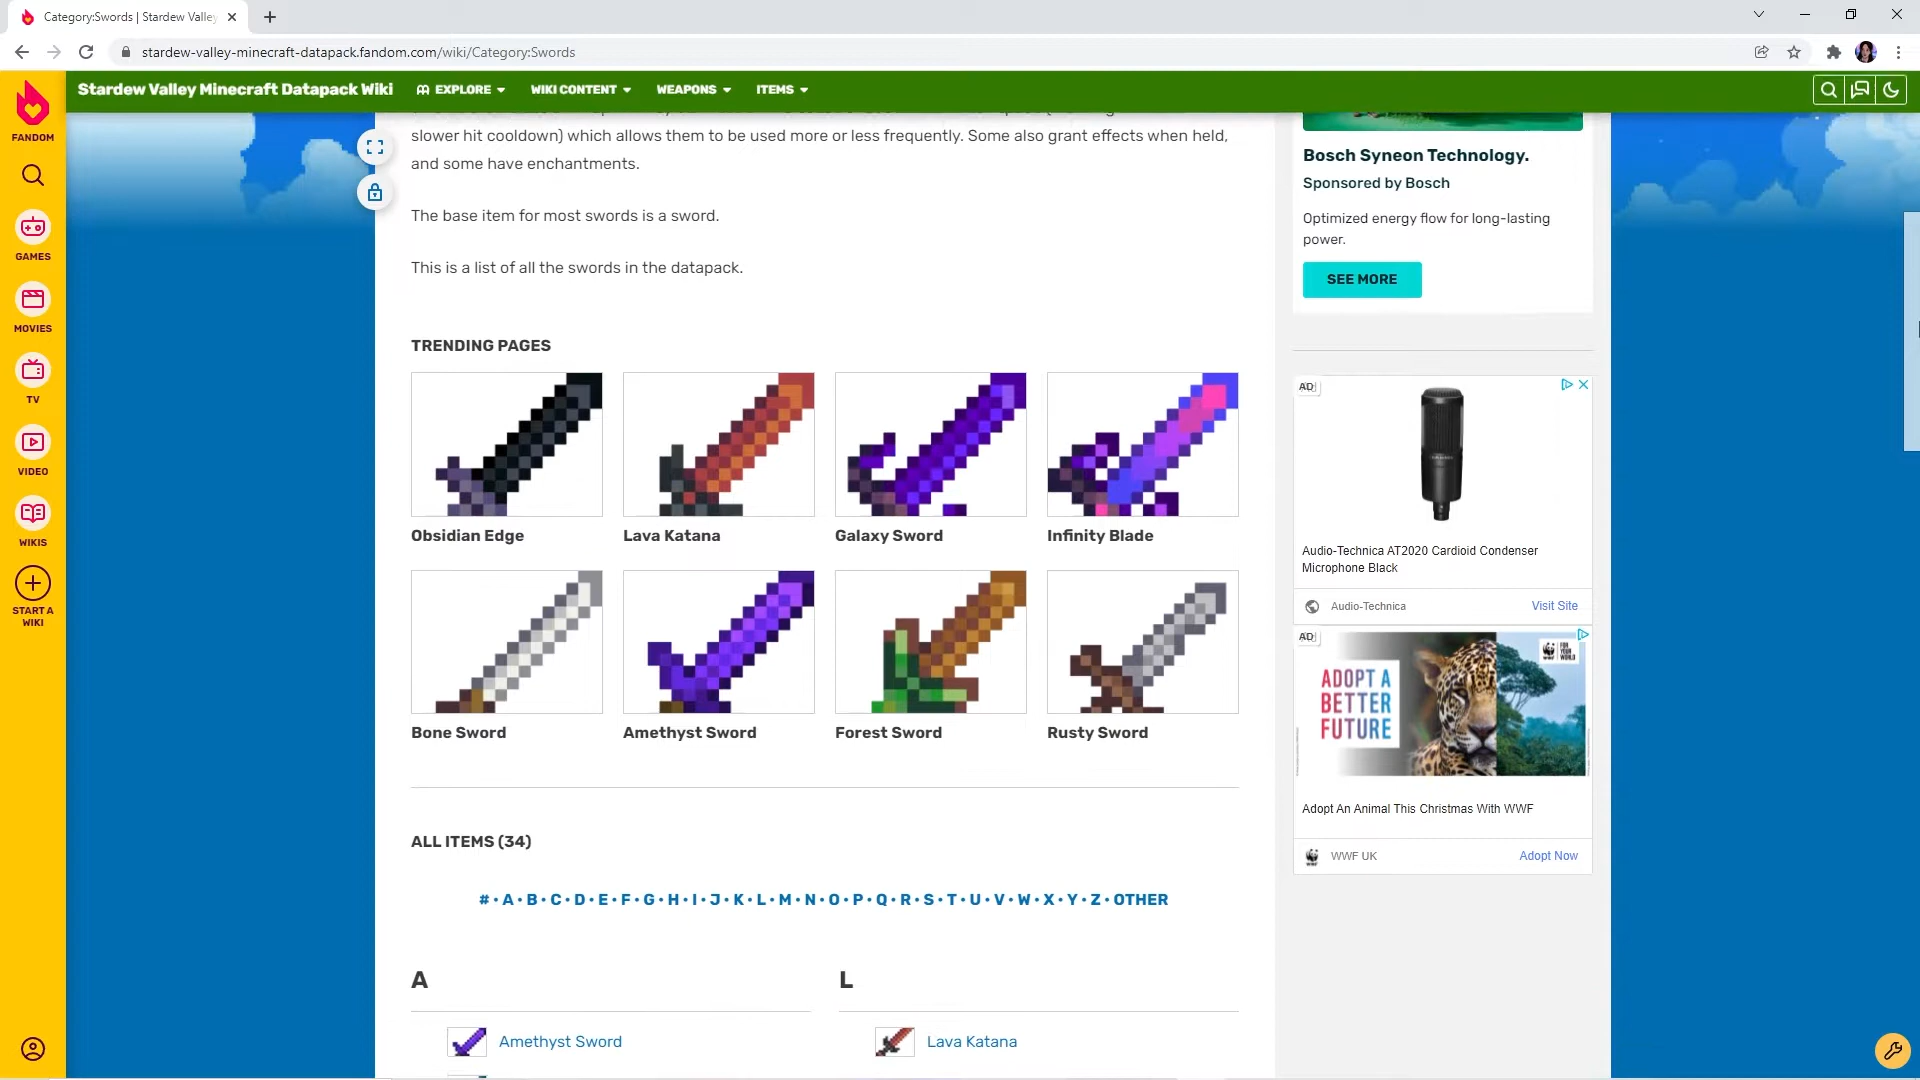 Category:Swords | Stardew Valley
stardew-valley-minecraft-datapack.fandom.com/wiki/Category:Swords
Stardew Valley Minecraft Datapack Wiki
EXPLORE
WIKI CONTENT
WEAPONS
ITEMS
FANDOM
GAMES
MOVIES
TV
VIDEO
WIKIS
START A
WIKI
slower hit cooldown) which allows them to be used more or less frequently. Some also grant effects when held,
and some have enchantments.
The base item for most swords is a sword.
This is a list of all the swords in the datapack.
TRENDING PAGES
Obsidian Edge
Lava Katana
Galaxy Sword
Infinity Blade
Bone Sword
Amethyst Sword
Forest Sword
Rusty Sword
ALL ITEMS (34)
# · A · B · C · D · E · F · G · H · I · J · K · L · M · N · O · P · Q · R · S · T · U · V · W · X · Y · Z · OTHER
A
Amethyst Sword
L
Lava Katana
Bosch Syneon Technology.
Sponsored by Bosch
Optimized energy flow for long-lasting
power.
SEE MORE
AD
Audio-Technica AT2020 Cardioid Condenser
Microphone Black
Audio-Technica
Visit Site
AD
ADOPT A
BETTER
FUTURE
WWF
FOR
YOUR
WORLD
Adopt An Animal This Christmas With WWF
WWF UK
Adopt Now